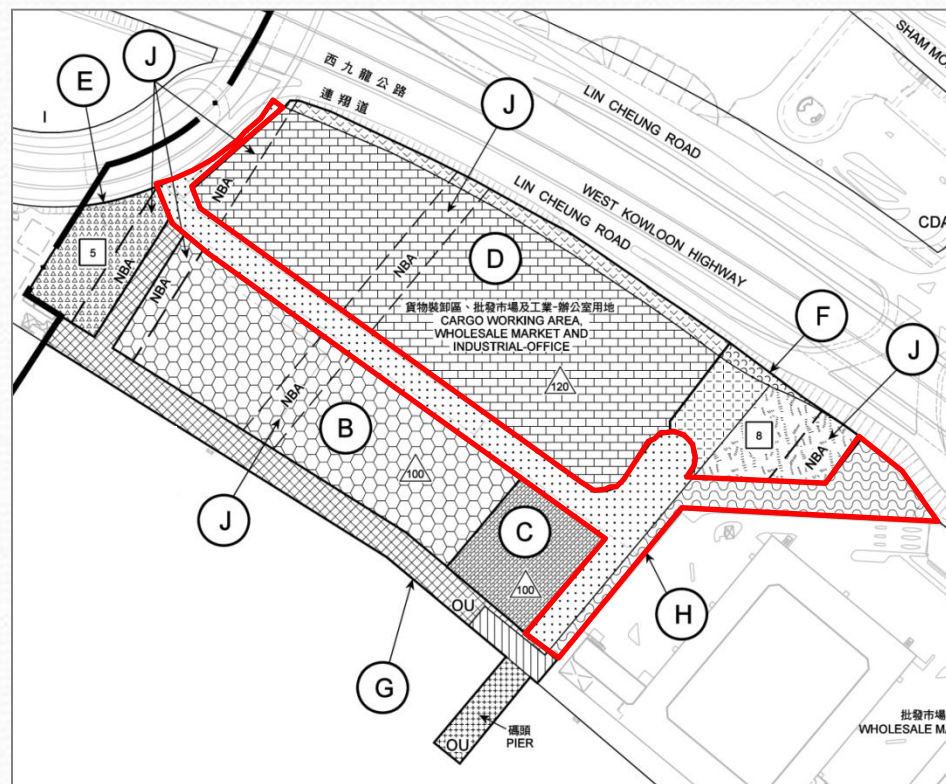 SHAM MO
LIN CHEUNG ROAD
西九龍公路
連翔道
J
E
J
I
WEST KOWLOON HIGHWAY
LIN CHEUNG ROAD
CDA
NBA
NBA
D
5
NBA
NBA
貨物裝卸區、批發市場及工業-辦公室用地
CARGO WORKING AREA,
WHOLESALE MARKET AND
INDUSTRIAL-OFFICE
F
J
120
NBA
B
8
NBA
100
J
C
100
OU
H
G
碼頭
PIER
OU
批發市場
WHOLESALE MA